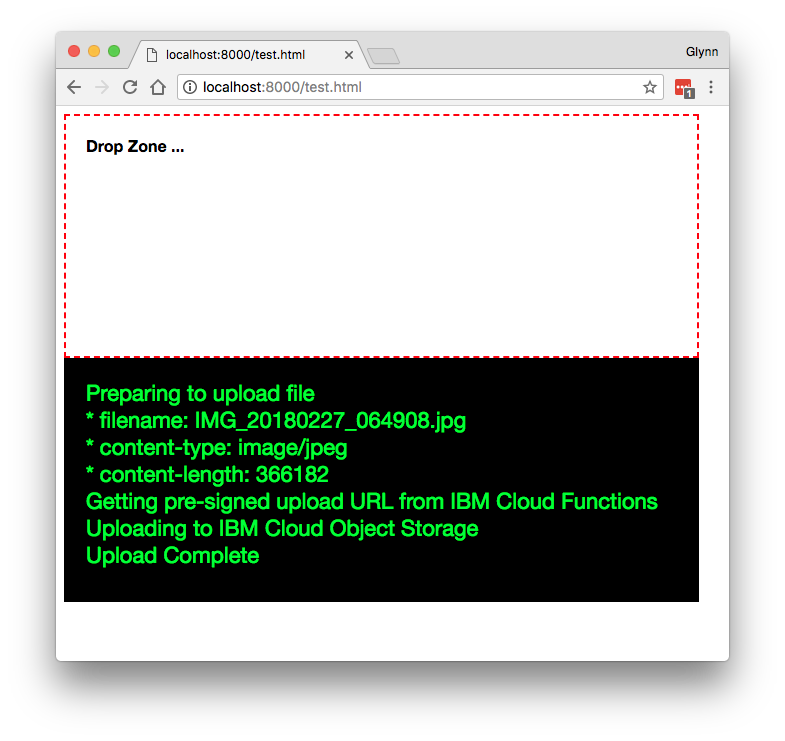 localhost:8000/test.html
Glynn
localhost:8000/test.html
1
Drop Zone ...
Preparing to upload file
* filename: IMG_20180227_064908.jpg
* content-type: image/jpeg
* content-length: 366182
Getting pre-signed upload URL from IBM Cloud Functions
Uploading to IBM Cloud Object Storage
Upload Complete